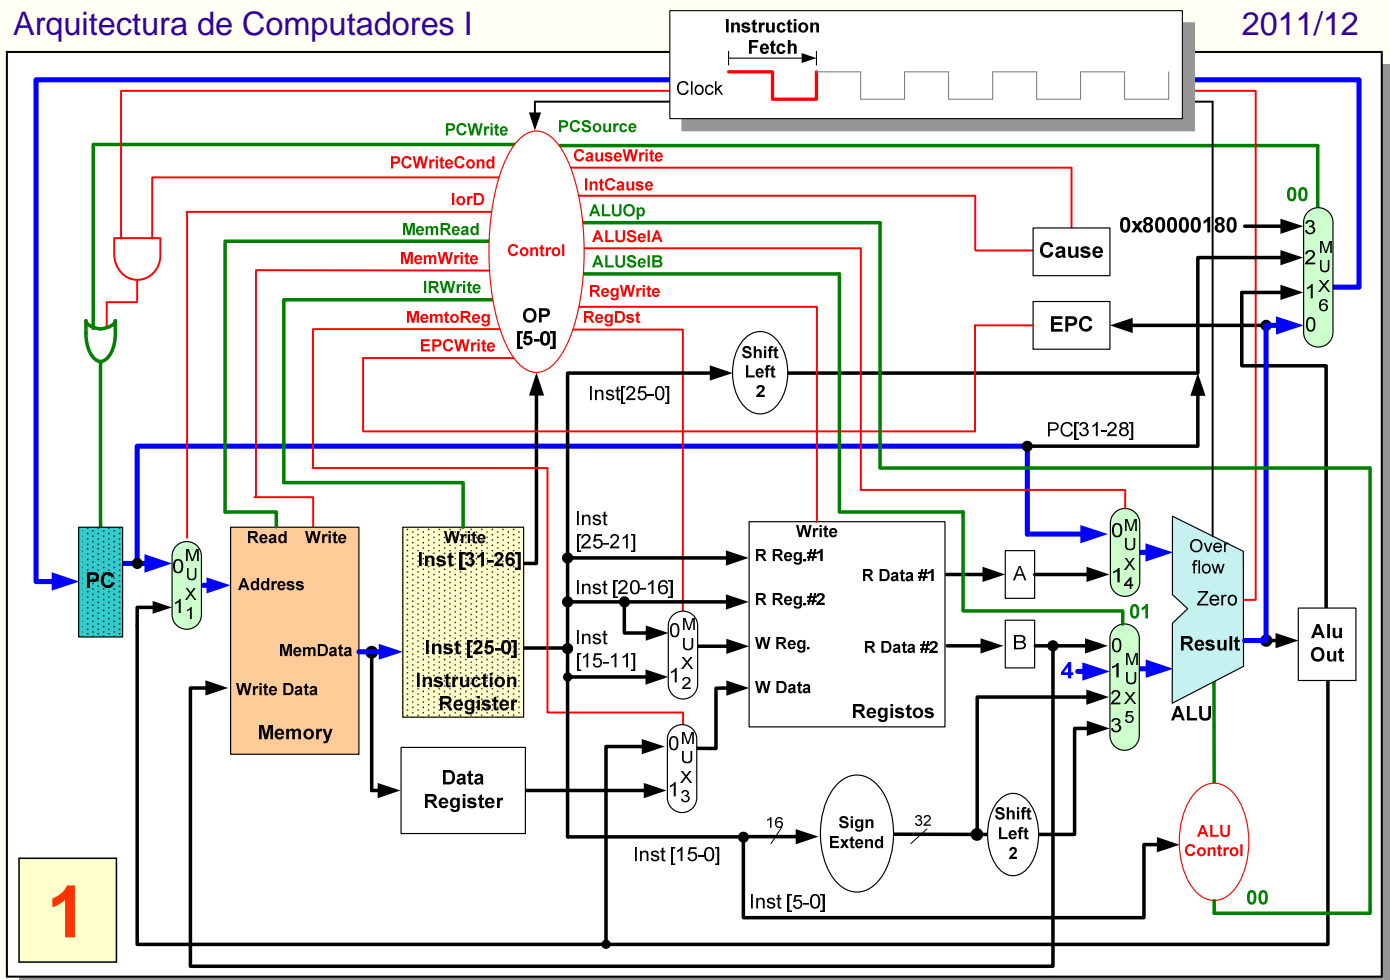 Arquitectura de Computadores I
2011/12
Instruction
Fetch
Clock
PCWrite
PCSource
PCWriteCond
CauseWrite
IorD
IntCause
MemRead
ALUOp
MemWrite
ALUSelA
IRWrite
ALUSelB
MemtoReg
RegWrite
EPCWrite
RegDst
Control
OP
[5-0]
00
0x80000180
3
2
1
0
M
U
X
6
Cause
EPC
Shift
Left
2
Inst[25-0]
PC[31-28]
PC
0
1
M
U
X
1
Read
Write
Address
MemData
Write Data
Memory
Write
Inst [31-26]
Inst [25-0]
Instruction
Register
Data
Register
Inst
[25-21]
Inst [20-16]
Inst
[15-11]
0
1
M
U
X
2
0
1
M
U
X
3
Write
R Reg.#1
R Reg.#2
W Reg.
W Data
R Data #1
R Data #2
Registos
A
B
0
1
M
U
X
4
01
4
0
1
2
3
M
U
X
5
Over
flow
Zero
Result
ALU
Alu
Out
16
Sign
Extend
32
Shift
Left
2
ALU
Control
00
Inst [15-0]
Inst [5-0]
1